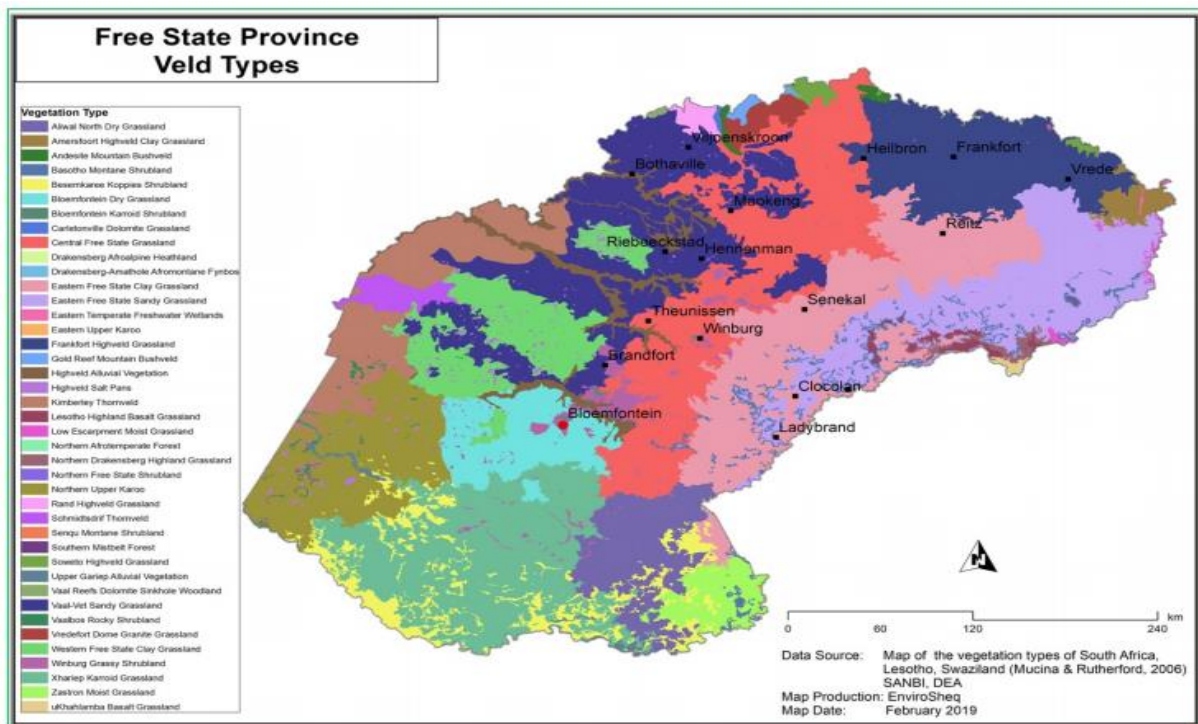 Free State Province
Veld Types
Vegetation Type
Aliwal North Dry Grassland
Amersfoort Highveld Clay Grassland
Andesite Mountain Bushveld
Basotho Montane Shrubland
Besemkaree Koppies Shrubland
Bloemfontein Dry Grassland
Bloemfontein Karroid Shrubland
Carletonville Dolomite Grassland
Central Free State Grassland
Drakensberg Afroalpine Heathland
Drakensberg-Amathole Afromontane Fynbos
Eastern Free State Clay Grassland
Eastern Free State Sandy Grassland
Eastern Temperate Freshwater Wetlands
Eastern Upper Karoo
Frankfort Highveld Grassland
Gold Reef Mountain Bushveld
Highveld Alluvial Vegetation
Highveld Salt Pans
Kimberley Thornveld
Lesotho Highland Basalt Grassland
Low Escarpment Moist Grassland
Northern Afrotemperate Forest
Northern Drakensberg Highland Grassland
Northern Free State Shrubland
Northern Upper Karoo
Rand Highveld Grassland
Schmidtsdrif Thornveld
Senqu Montane Shrubland
Southern Mistbelt Forest
Soweto Highveld Grassland
Upper Gariep Alluvial Vegetation
Vaal Reefs Dolomite Sinkhole Woodland
Vaal-Vet Sandy Grassland
Vaalbos Rocky Shrubland
Vredefort Dome Granite Grassland
Western Free State Clay Grassland
Winburg Grassy Shrubland
Xhariep Karroid Grassland
Zastron Moist Grassland
uKhahlamba Basalt Grassland
Viljoenskroon
Bothaville
Heilbron
Frankfort
Vrede
Maokeng
Reitz
Riebeeckstad
Hennenman
Senekal
Theunissen
Winburg
Brandfort
Clocolan
Bloemfontein
Ladybrand
N
km
0 60 120 240
Data Source: Map of the vegetation types of South Africa,
Lesotho, Swaziland (Mucina & Rutherford, 2006)
SANBI, DEA
Map Production: EnviroSheq
Map Date: February 2019